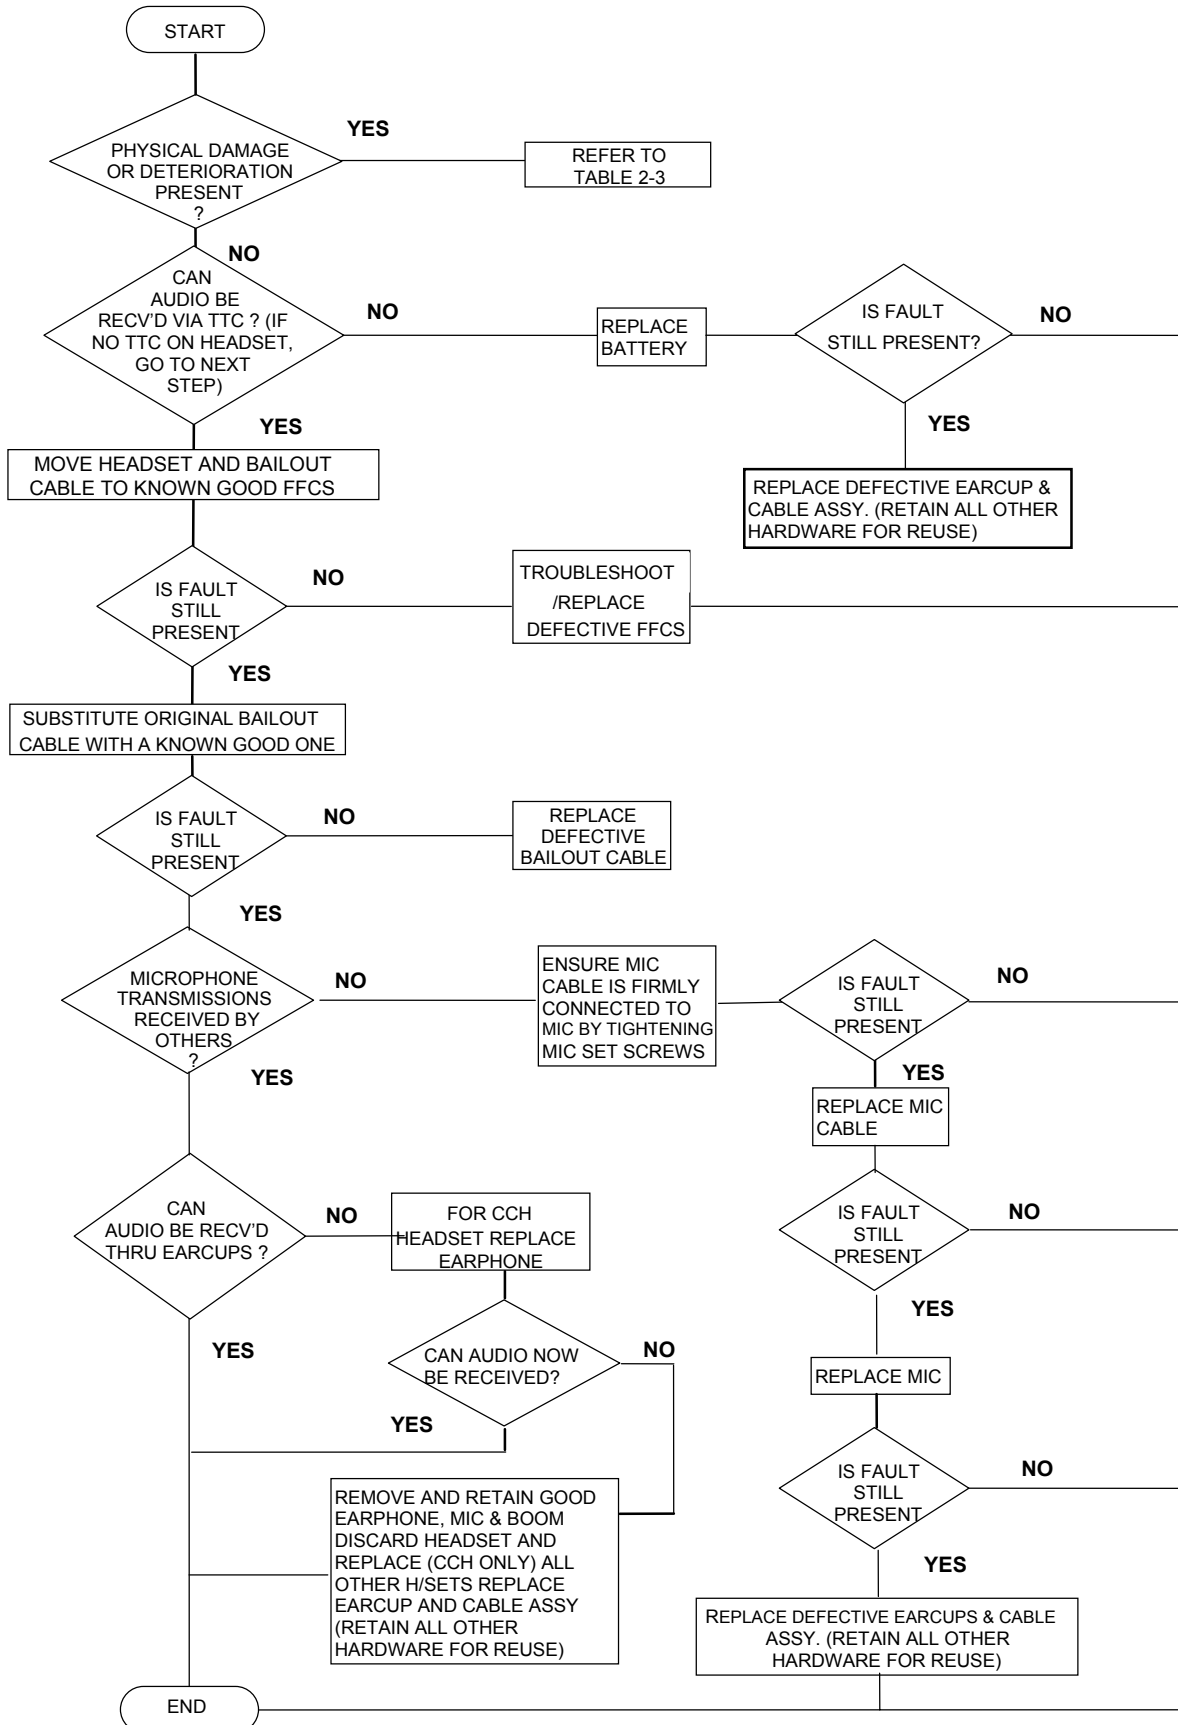 START
YES
PHYSICAL DAMAGE
OR DETERIORATION
PRESENT
?
REFER TO
TABLE 2-3
NO
CAN
AUDIO BE
RECV'D VIA TTC ? (IF
NO TTC ON HEADSET,
GO TO NEXT
STEP)
NO
REPLACE
BATTERY
IS FAULT
STILL PRESENT?
NO
YES
YES
MOVE HEADSET AND BAILOUT
CABLE TO KNOWN GOOD FFCS
REPLACE DEFECTIVE EARCUP &
CABLE ASSY. (RETAIN ALL OTHER
HARDWARE FOR REUSE)
IS FAULT
STILL
PRESENT
NO
TROUBLESHOOT
/REPLACE
DEFECTIVE FFCS
YES
SUBSTITUTE ORIGINAL BAILOUT
CABLE WITH A KNOWN GOOD ONE
IS FAULT
STILL
PRESENT
NO
REPLACE
DEFECTIVE
BAILOUT CABLE
YES
MICROPHONE
TRANSMISSIONS
RECEIVED BY
OTHERS
?
NO
ENSURE MIC
CABLE IS FIRMLY
CONNECTED TO
MIC BY TIGHTENING
MIC SET SCREWS
IS FAULT
STILL
PRESENT
NO
YES
YES
REPLACE MIC
CABLE
CAN
AUDIO BE RECV'D
THRU EARCUPS ?
NO
FOR CCH
HEADSET REPLACE
EARPHONE
IS FAULT
STILL
PRESENT
NO
YES
YES
CAN AUDIO NOW
BE RECEIVED?
NO
YES
REPLACE MIC
IS FAULT
STILL
PRESENT
NO
REMOVE AND RETAIN GOOD
EARPHONE, MIC & BOOM
DISCARD HEADSET AND
REPLACE (CCH ONLY) ALL
OTHER H/SETS REPLACE
EARCUP AND CABLE ASSY
(RETAIN ALL OTHER
HARDWARE FOR REUSE)
YES
REPLACE DEFECTIVE EARCUPS & CABLE
ASSY. (RETAIN ALL OTHER
HARDWARE FOR REUSE)
END